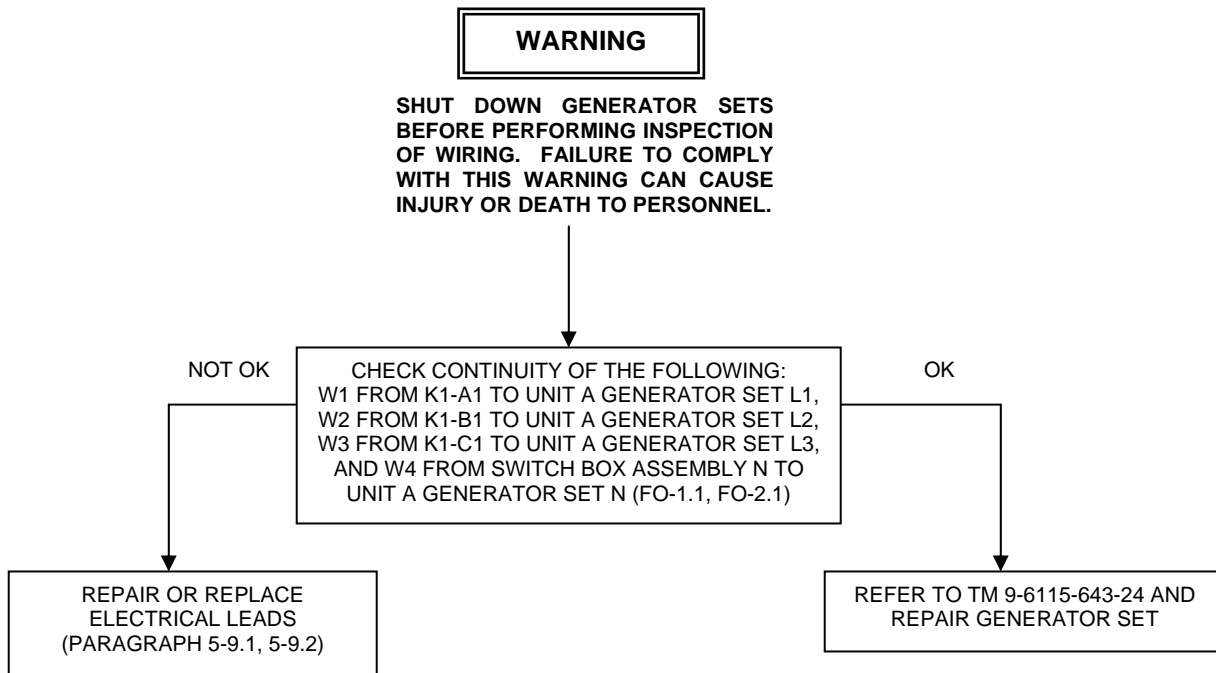 WARNING
SHUT DOWN GENERATOR SETS
BEFORE PERFORMING INSPECTION
OF WIRING. FAILURE TO COMPLY
WITH THIS WARNING CAN CAUSE
INJURY OR DEATH TO PERSONNEL.
NOT OK
CHECK CONTINUITY OF THE FOLLOWING:
W1 FROM K1-A1 TO UNIT A GENERATOR SET L1,
W2 FROM K1-B1 TO UNIT A GENERATOR SET L2,
W3 FROM K1-C1 TO UNIT A GENERATOR SET L3,
AND W4 FROM SWITCH BOX ASSEMBLY N TO
UNIT A GENERATOR SET N (FO-1.1, FO-2.1)
OK
REPAIR OR REPLACE
ELECTRICAL LEADS
(PARAGRAPH 5-9.1, 5-9.2)
REFER TO TM 9-6115-643-24 AND
REPAIR GENERATOR SET